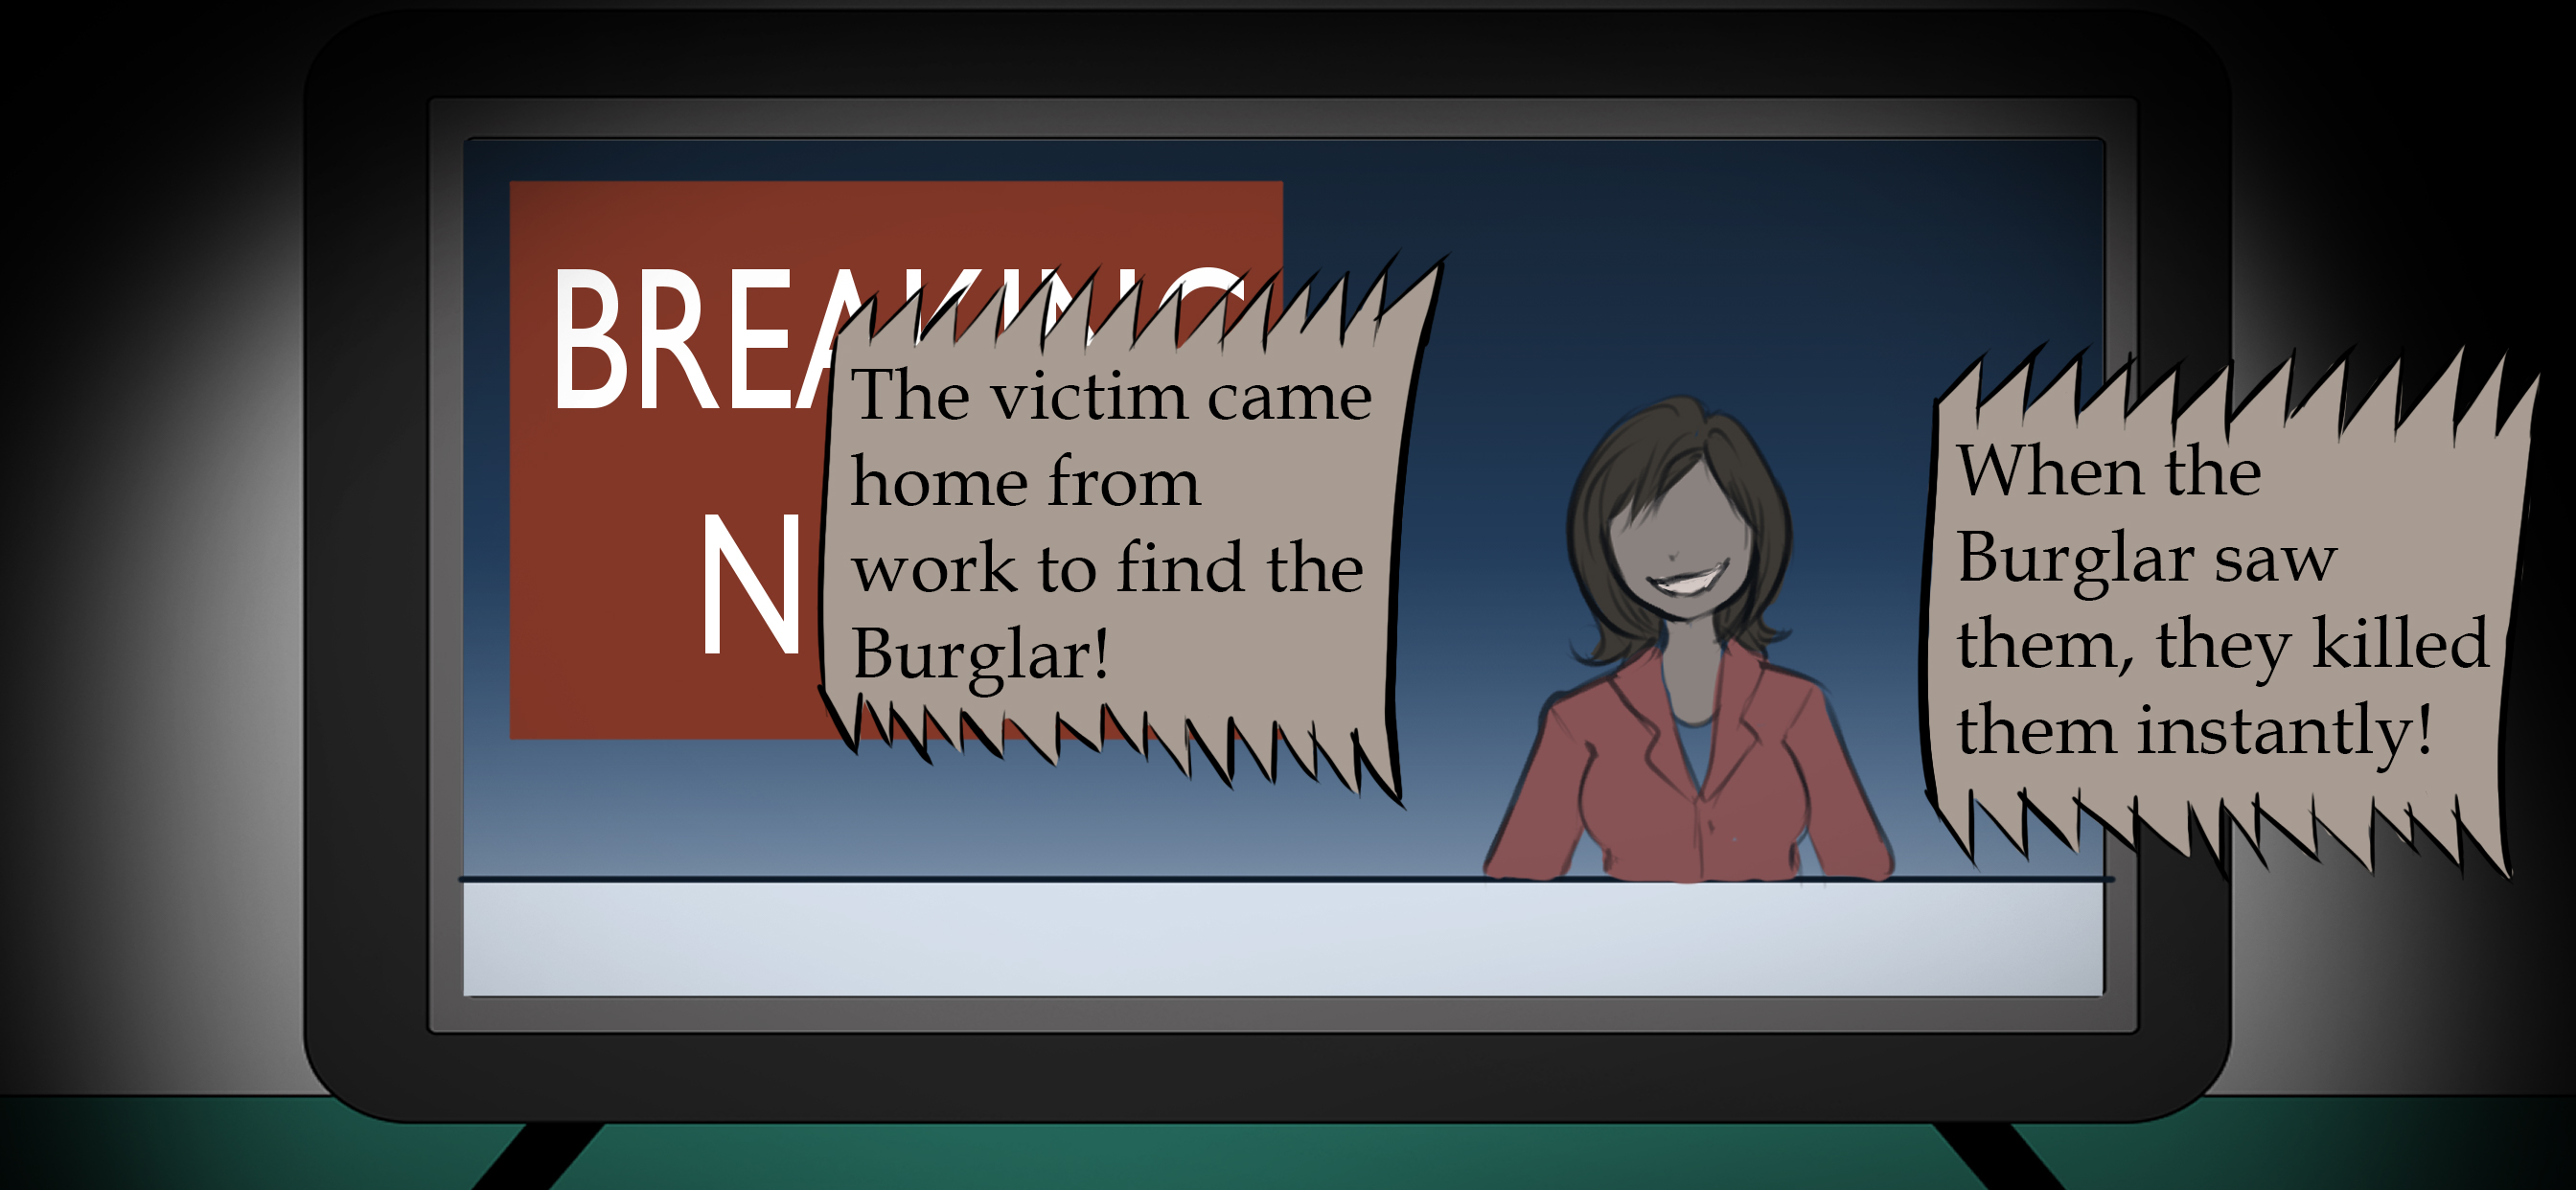 BREAKING
N
The victim came
home from
work to find the
Burglar!
When the
Burglar saw
them, they killed
them instantly!